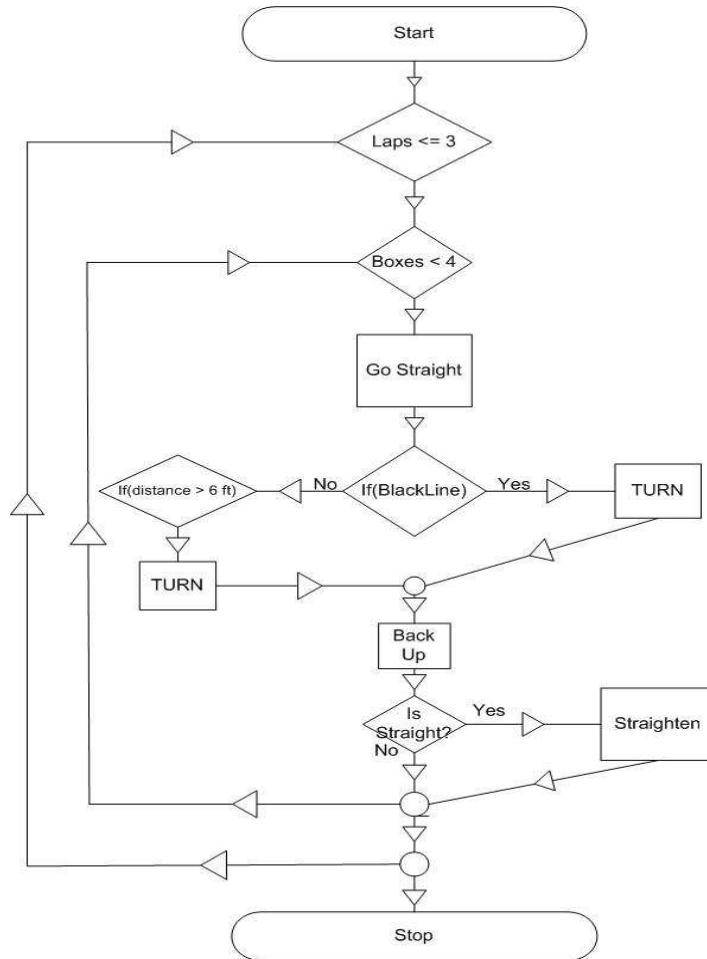 Start
Laps <= 3
Boxes < 4
Go Straight
If(distance > 6 ft)
No
If(BlackLine)
Yes
TURN
TURN
Back
Up
Is
Straight?
Yes
Straighten
No
Stop